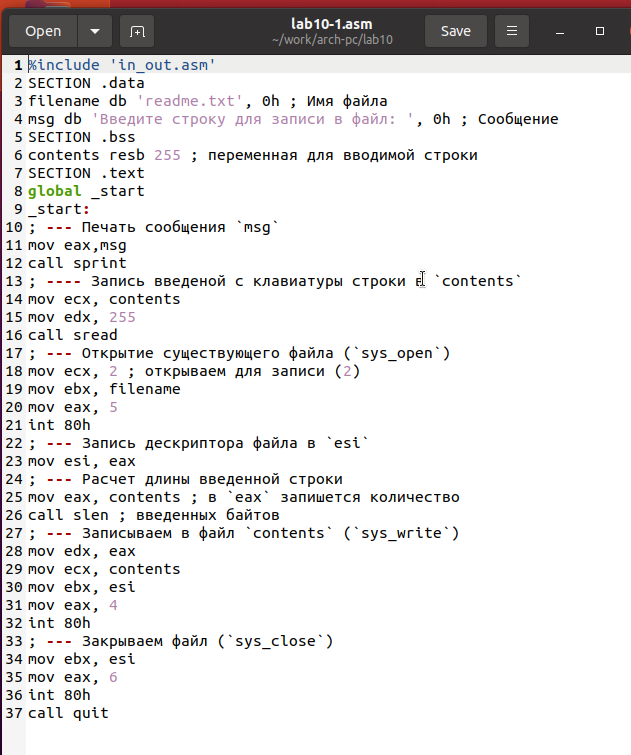 Open
lab10-1.asm
~/work/arch-pc/lab10
Save
1 %include 'in_out.asm'
2 SECTION .data
3 filename db 'readme.txt', 0h ; Имя файла
4 msg db 'Введите строку для записи в файл: ', 0h ; Сообщение
5 SECTION .bss
6 contents resb 255 ; переменная для вводимой строки
7 SECTION .text
8 global _start
9 _start:
10 ; --- Печать сообщения `msg`
11 mov eax,msg
12 call sprint
13 ; ---- Запись введеной с клавиатуры строки в `contents`
14 mov ecx, contents
15 mov edx, 255
16 call sread
17 ; --- Открытие существующего файла (`sys_open`)
18 mov ecx, 2 ; открываем для записи (2)
19 mov ebx, filename
20 mov eax, 5
21 int 80h
22 ; --- Запись дескриптора файла в `esi`
23 mov esi, eax
24 ; --- Расчет длины введенной строки
25 mov eax, contents ; в `eax` запишется количество
26 call slen ; введенных байтов
27 ; --- Записываем в файл `contents` (`sys_write`)
28 mov edx, eax
29 mov ecx, contents
30 mov ebx, esi
31 mov eax, 4
32 int 80h
33 ; --- Закрываем файл (`sys_close`)
34 mov ebx, esi
35 mov eax, 6
36 int 80h
37 call quit